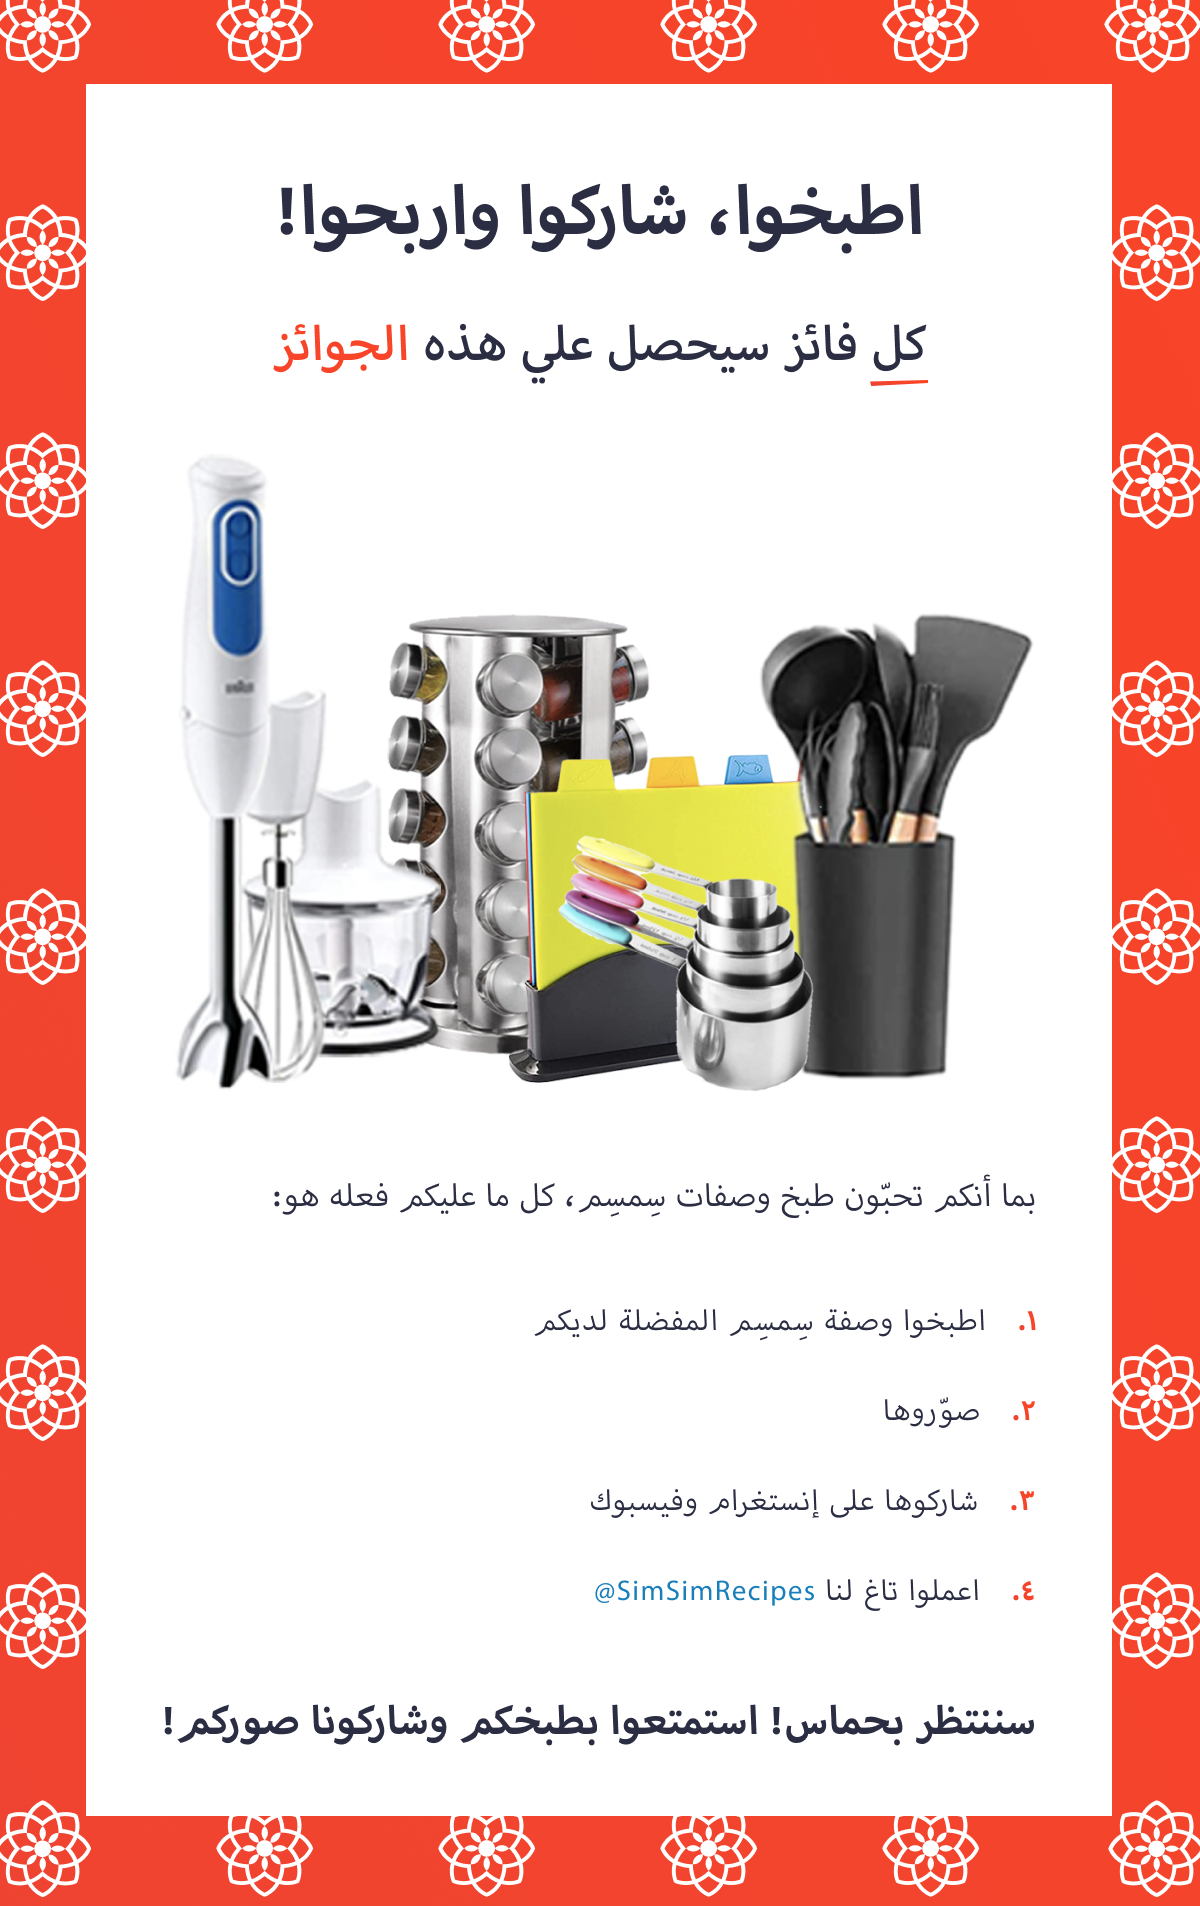 اطبخوا، شاركوا واربحوا!
كل فائز سيحصل علي هذه الجوائز
بما أنكم تحبّون طبخ وصفات سِمسِم، كل ما عليكم فعله هو:
١. اطبخوا وصفة سِمسِم المفضلة لديكم
٢. صوّروها
٣. شاركوها على إنستغرام وفيسبوك
٤. اعملوا تاغ لنا @SimSimRecipes
سننتظر بحماس! استمتعوا بطبخكم وشاركونا صوركم!